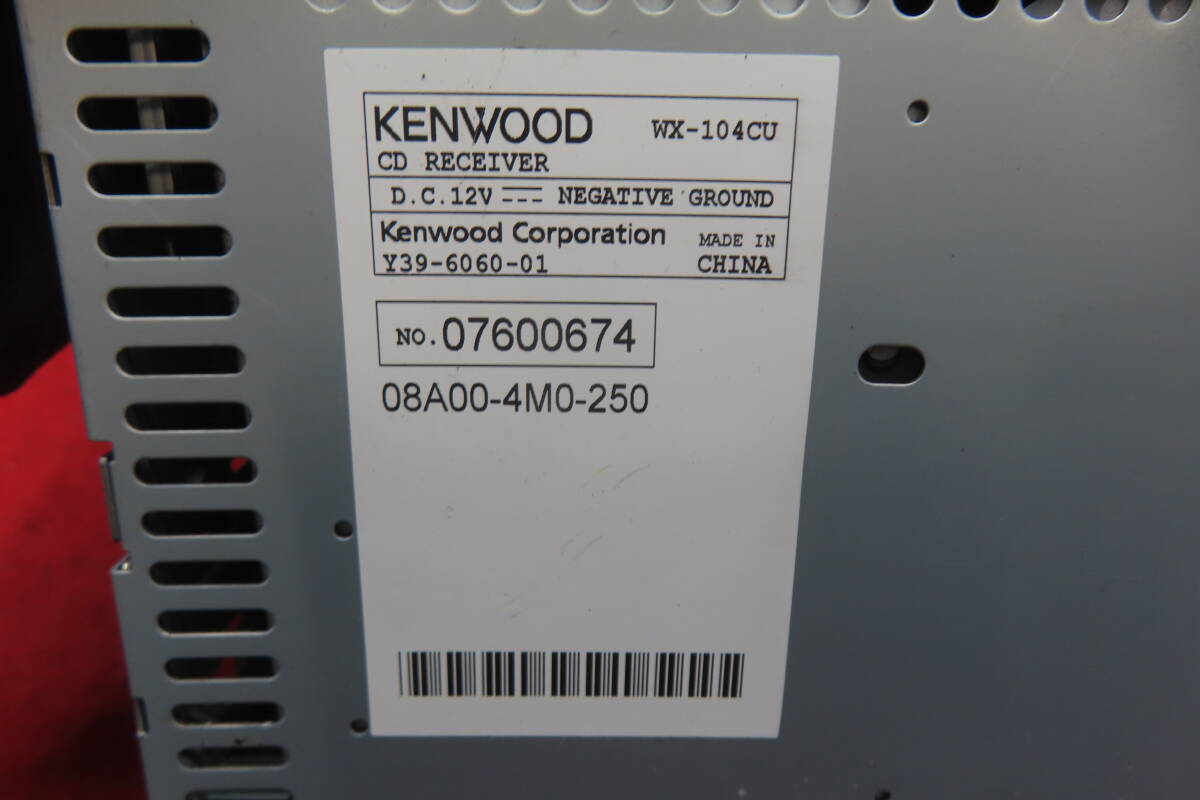 KENWOOD WX-104CU
CD RECEIVER
D.C.12V NEGATIVE GROUND
Kenwood Corporation MADE IN
Y39-6060-01 CHINA
NO. 07600674
08A00-4M0-250